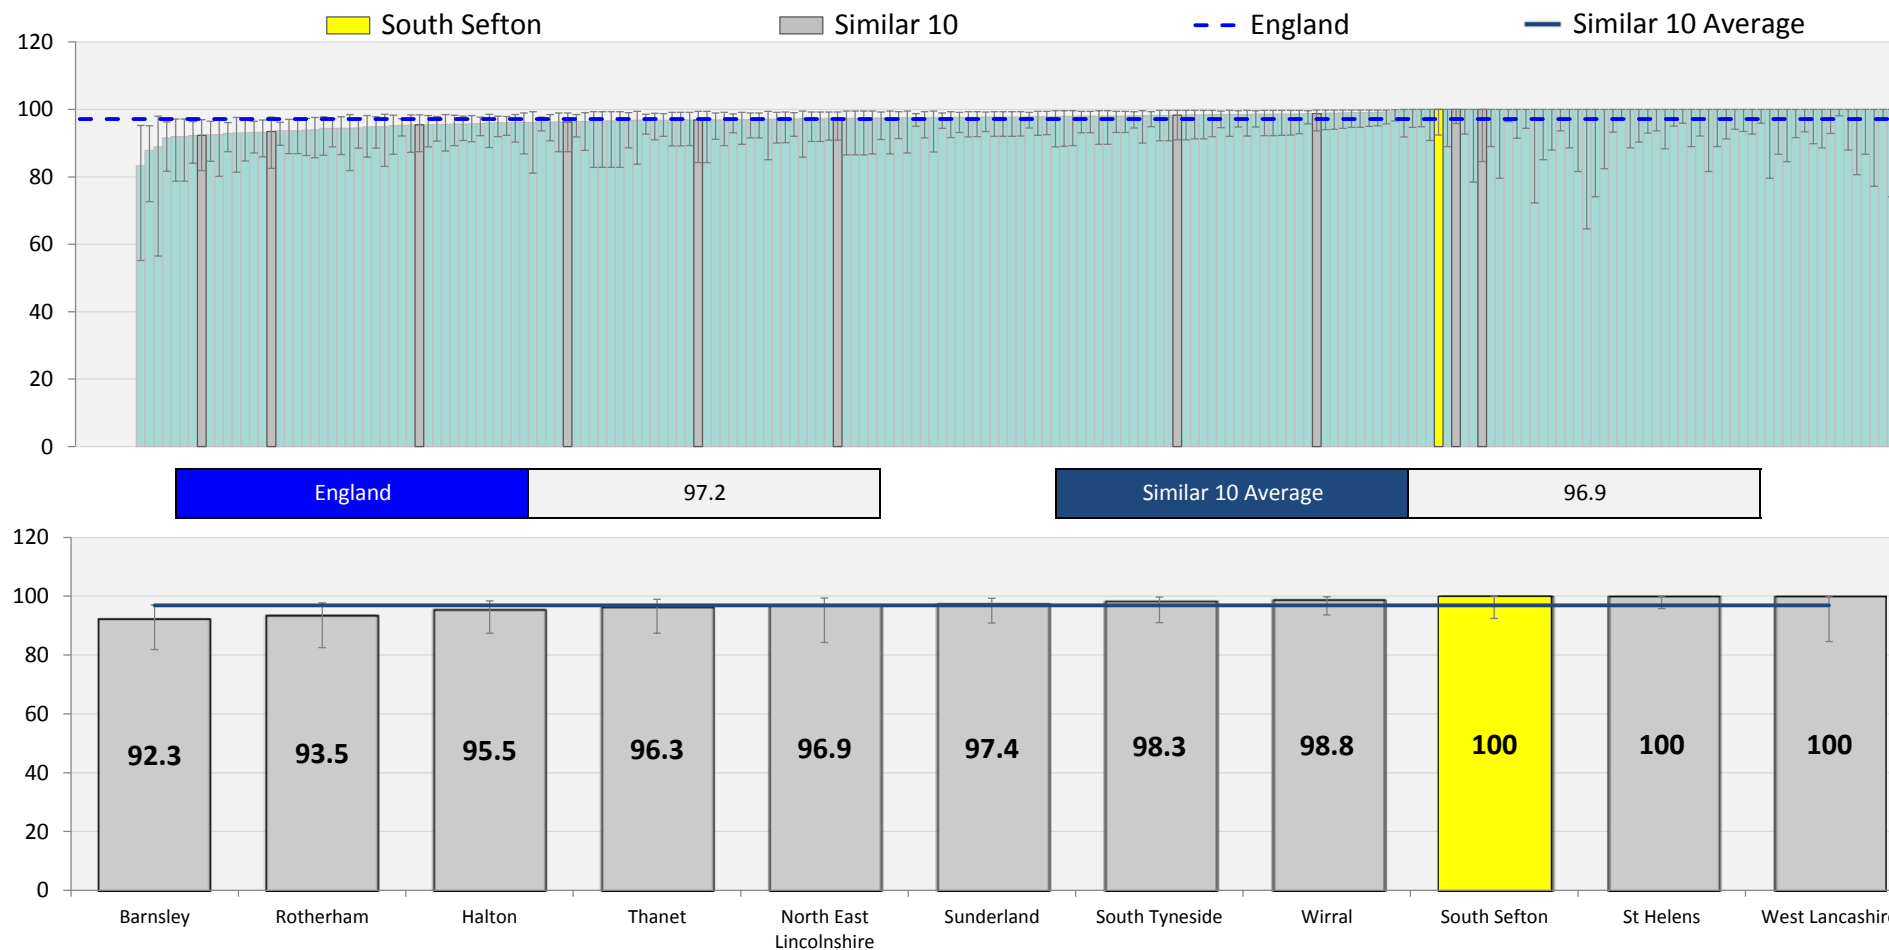 South Sefton
Similar 10
England
Similar 10 Average
120
100
80
60
40
20
0
England
97.2
Similar 10 Average
96.9
120
100
80
60
40
20
0
92.3
93.5
95.5
96.3
96.9
97.4
98.3
98.8
100
100
100
Barnsley
Rotherham
Halton
Thanet
North East
Lincolnshire
Sunderland
South Tyneside
Wirral
South Sefton
St Helens
West Lancashire